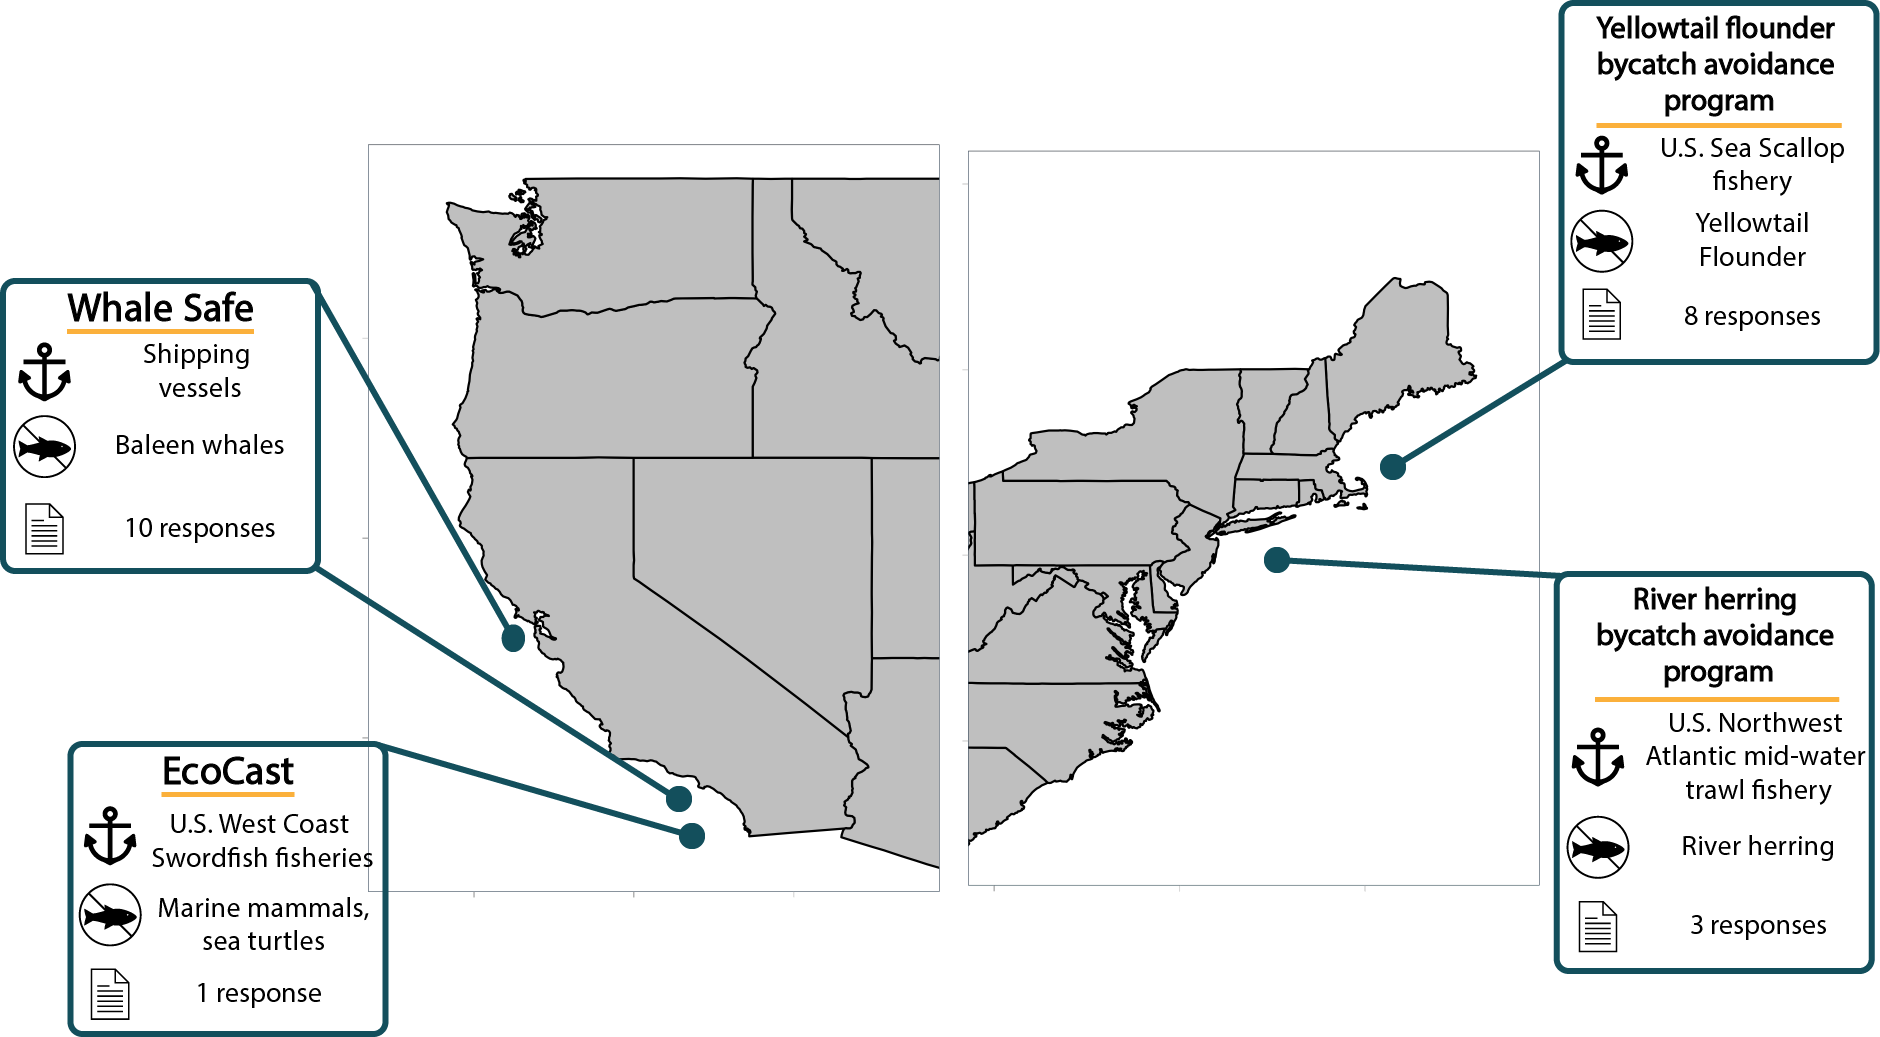 Whale Safe
Shipping
vessels
Baleen whales
10 responses
EcoCast
U.S. West Coast
Swordfish fisheries
Marine mammals,
sea turtles
1 response
Yellowtail flounder
bycatch avoidance
program
U.S. Sea Scallop
fishery
Yellowtail
Flounder
8 responses
River herring
bycatch avoidance
program
U.S. Northwest
Atlantic mid-water
trawl fishery
River herring
3 responses